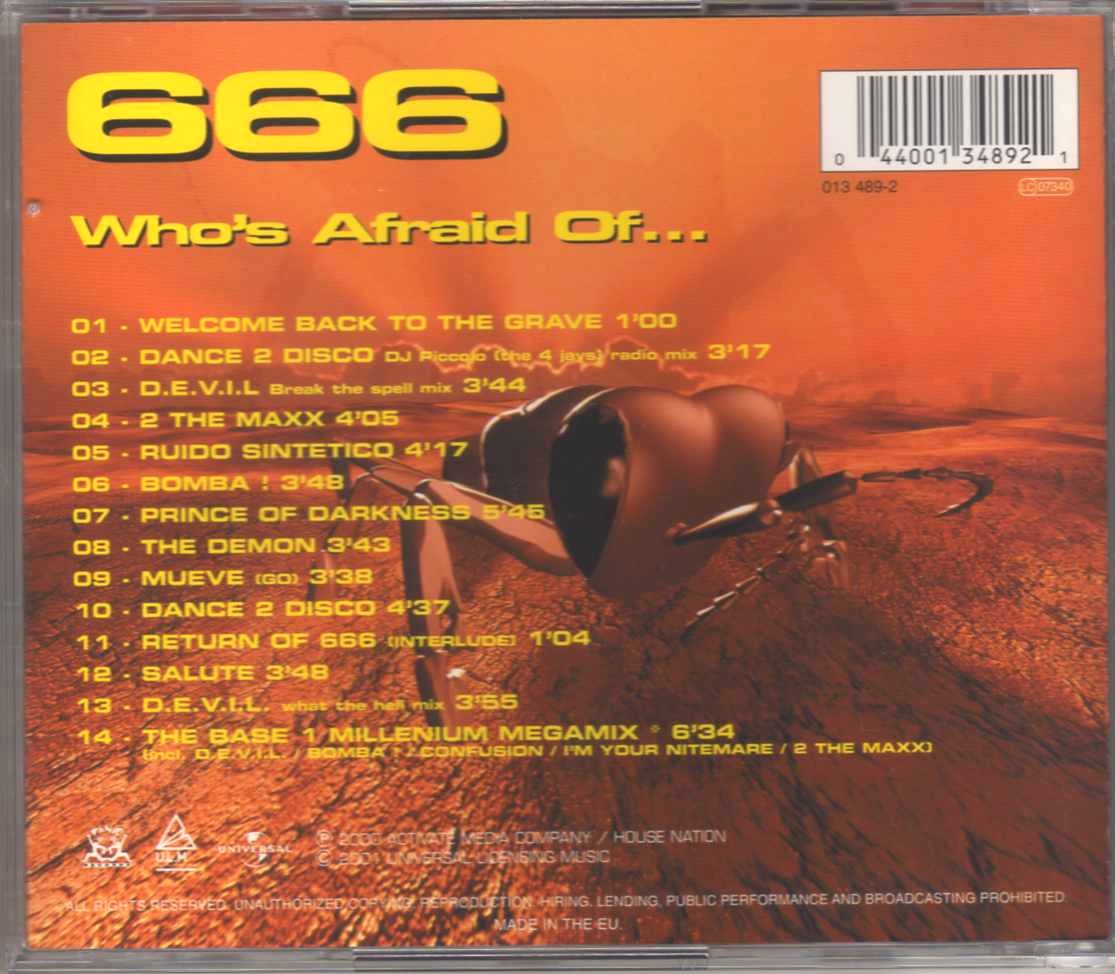 666
0 44001 34892 1
013 489-2
LC 07340
Who's Afraid Of...
01 - WELCOME BACK TO THE GRAVE 1'00
02 - DANCE 2 DISCO DJ Piccolo (the 4 jays) radio mix 3'17
03 - D.E.V.I.L Break the spell mix 3'44
04 - 2 THE MAXX 4'05
05 - RUIDO SINTETICO 4'17
06 - BOMBA ! 3'48
07 - PRINCE OF DARKNESS 5'45
08 - THE DEMON 3'43
09 - MUEVE (GO) 3'38
10 - DANCE 2 DISCO 4'37
11 - RETURN OF 666 (INTERLUDE) 1'04
12 - SALUTE 3'48
13 - D.E.V.I.L. what the hell mix 3'55
14 - THE BASE 1 MILLENIUM MEGAMIX * 6'34
(incl. D.E.V.I.L. / BOMBA ! / CONFUSION / I'M YOUR NITEMARE / 2 THE MAXX)
ULM
UNIVERSAL
℗ 2000 ACTIVATE MEDIA COMPANY / HOUSE NATION
© 2001 UNIVERSAL LICENSING MUSIC
ALL RIGHTS RESERVED. UNAUTHORIZED COPYING, REPRODUCTION, HIRING, LENDING, PUBLIC PERFORMANCE AND BROADCASTING PROHIBITED.
MADE IN THE EU.